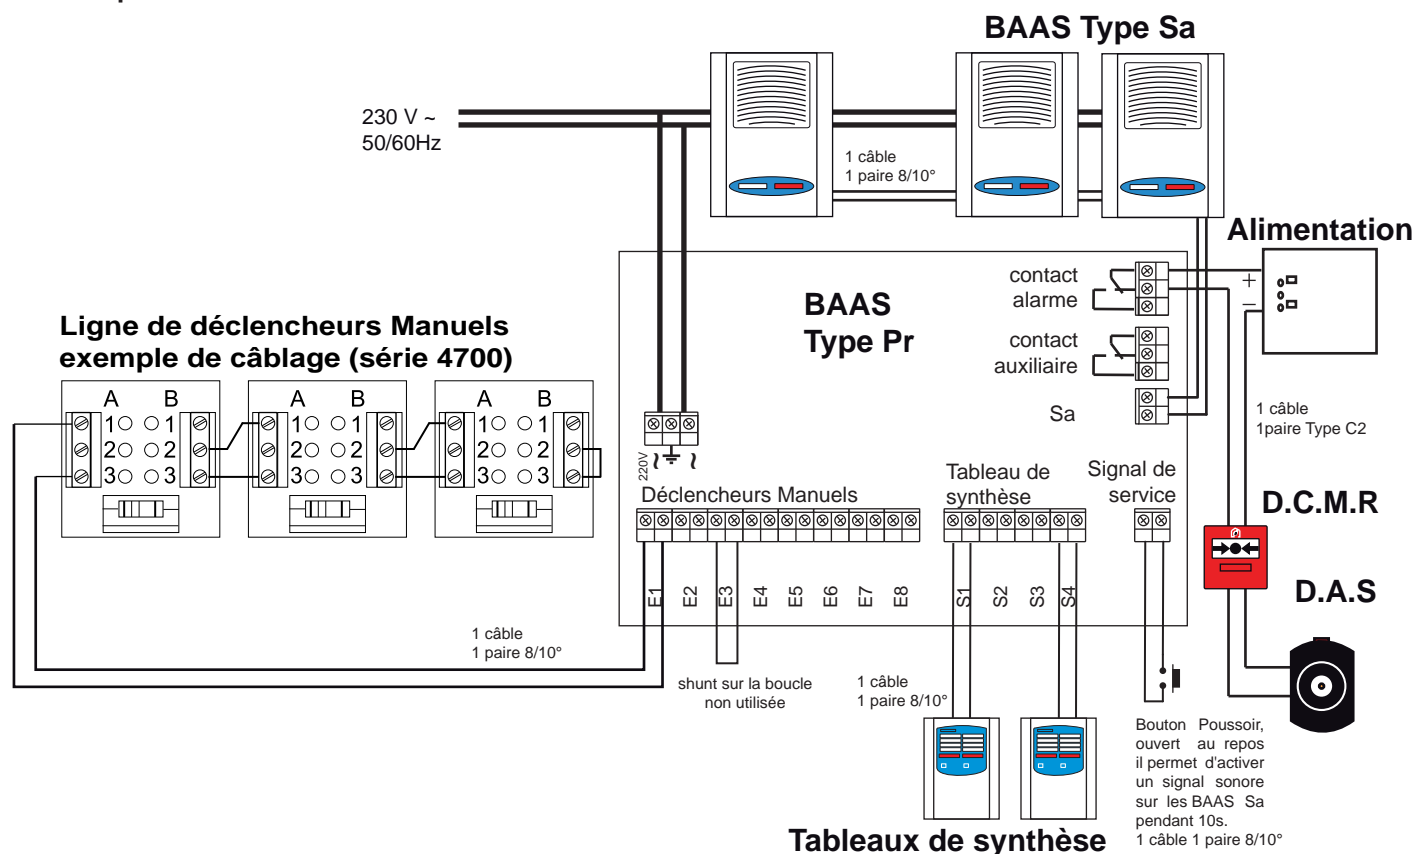 BAAS Type Sa
230 V ~
50/60Hz
1 câble
1 paire 8/10°
Alimentation
+
–
contact
alarme
BAAS
Type Pr
contact
auxiliaire
Sa
Ligne de déclencheurs Manuels
exemple de câblage (série 4700)
A B
1 1
2 2
3 3
A B
1 1
2 2
3 3
A B
1 1
2 2
3 3
1 câble
1paire Type C2
220V
~ ~
Déclencheurs Manuels
Tableau de
synthèse
Signal de
service
D.C.M.R
D.A.S
E1 E2 E3 E4 E5 E6 E7 E8
S1 S2 S3 S4
1 câble
1 paire 8/10°
shunt sur la boucle
non utilisée
1 câble
1 paire 8/10°
Bouton Poussoir,
ouvert au repos
il permet d'activer
un signal sonore
sur les BAAS Sa
pendant 10s.
1 câble 1 paire 8/10°
Tableaux de synthèse